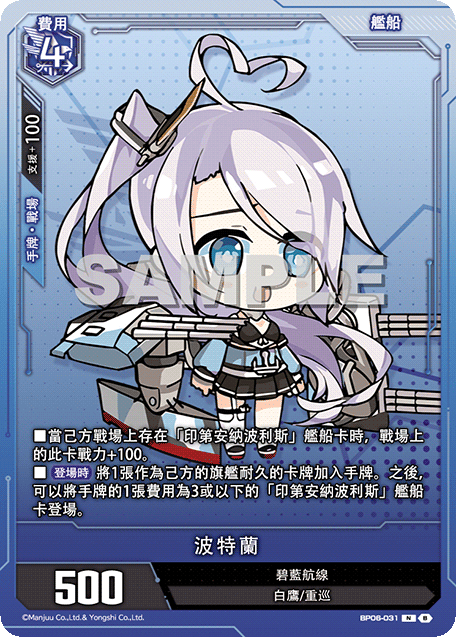 費用
4
艦船
支援+100
手牌・戰場
SAMPLE
■當己方戰場上存在「印第安納波利斯」艦船卡時，戰場上
的此卡戰力+100。
■ 登場時 將1張作為己方的旗艦耐久的卡牌加入手牌。之後，
可以將手牌的1張費用為3或以下的「印第安納波利斯」艦船
卡登場。
波特蘭
500
碧藍航線
白鷹/重巡
©Manjuu Co.,Ltd. & Yongshi Co.,Ltd.
BP06-031 N B